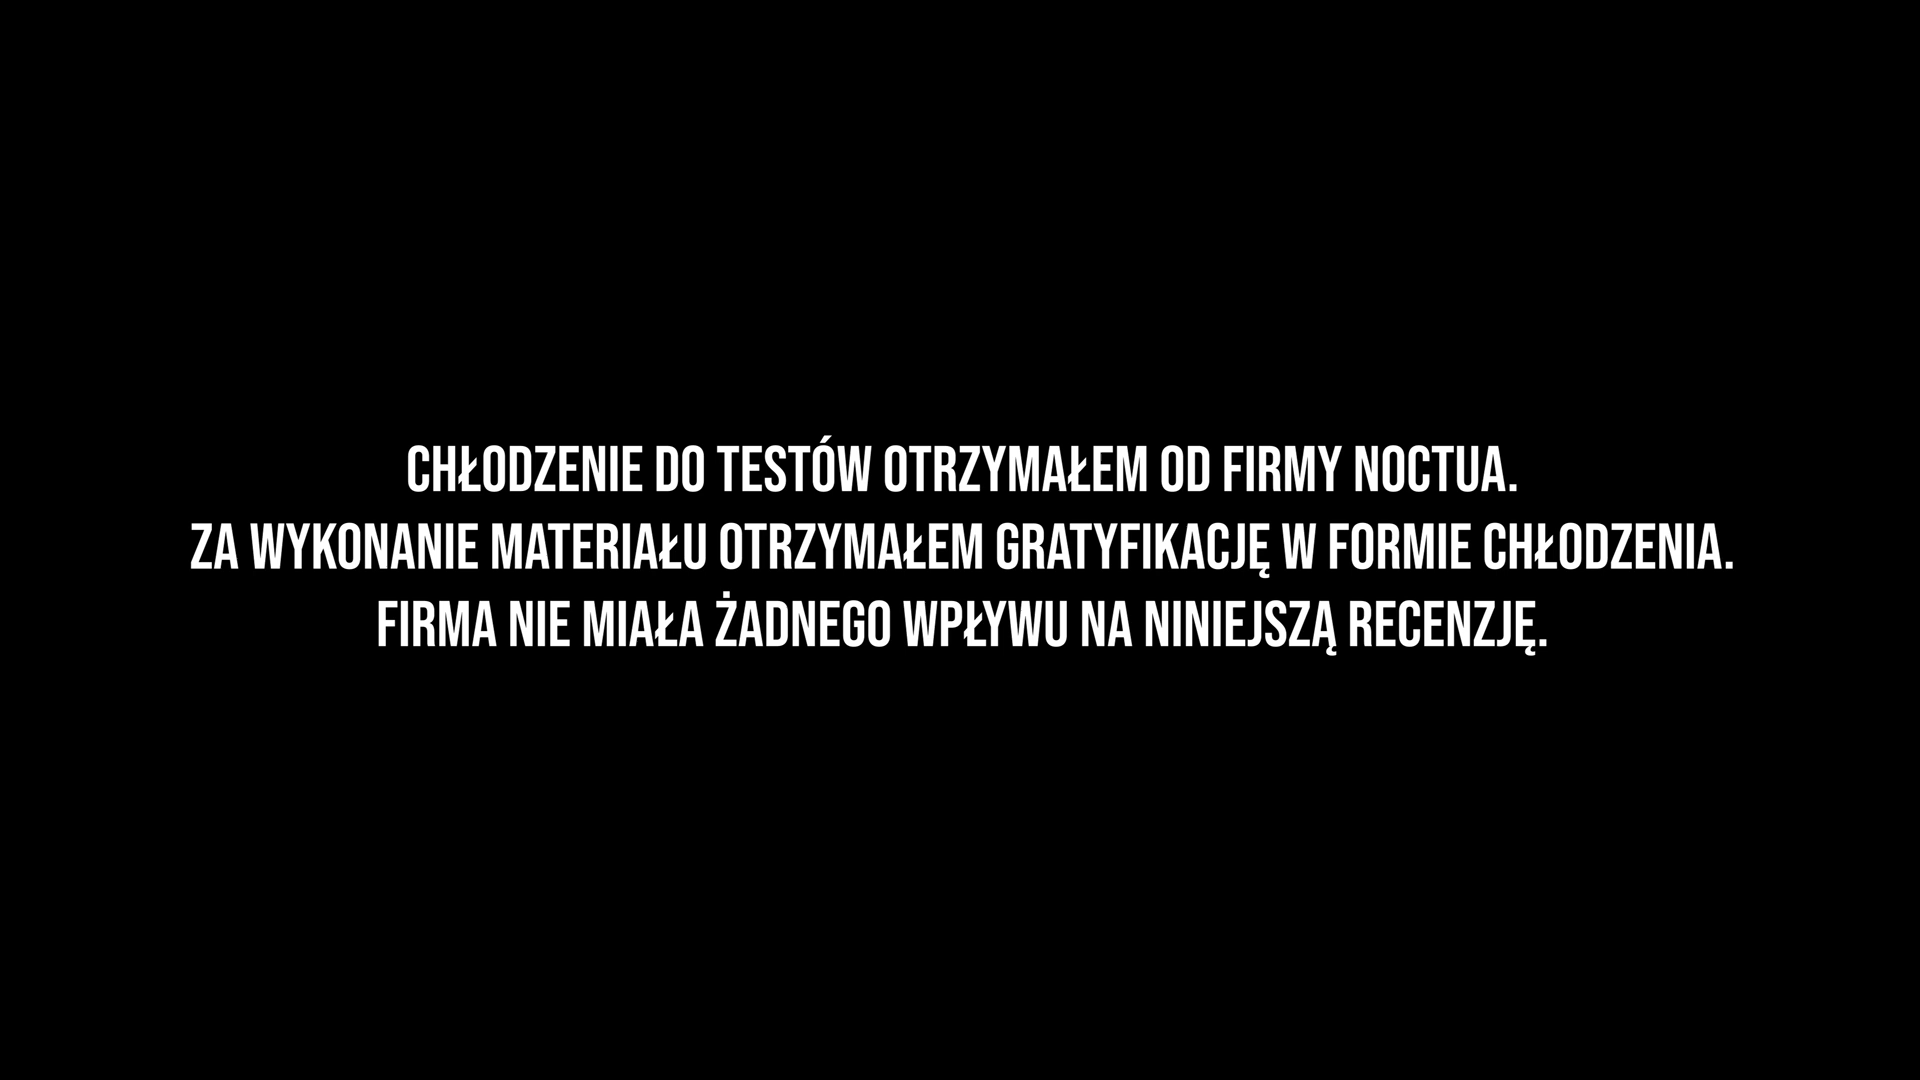 CHŁODZENIE DO TESTÓW OTRZYMAŁEM OD FIRMY NOCTUA.
ZA WYKONANIE MATERIAŁU OTRZYMAŁEM GRATYFIKACJĘ W FORMIE CHŁODZENIA.
FIRMA NIE MIAŁA ŻADNEGO WPŁYWU NA NINIEJSZĄ RECENZJĘ.